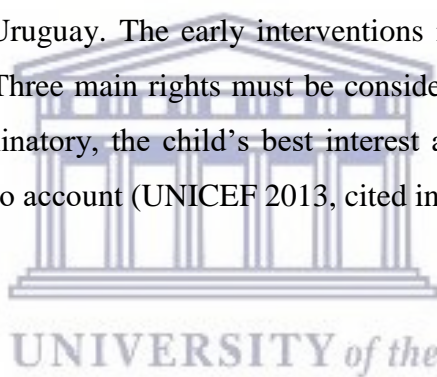 Uruguay. The early interventions
Three main rights must be conside
inatory, the child's best interest a
o account (UNICEF 2013, cited in
UNIVERSITY of the